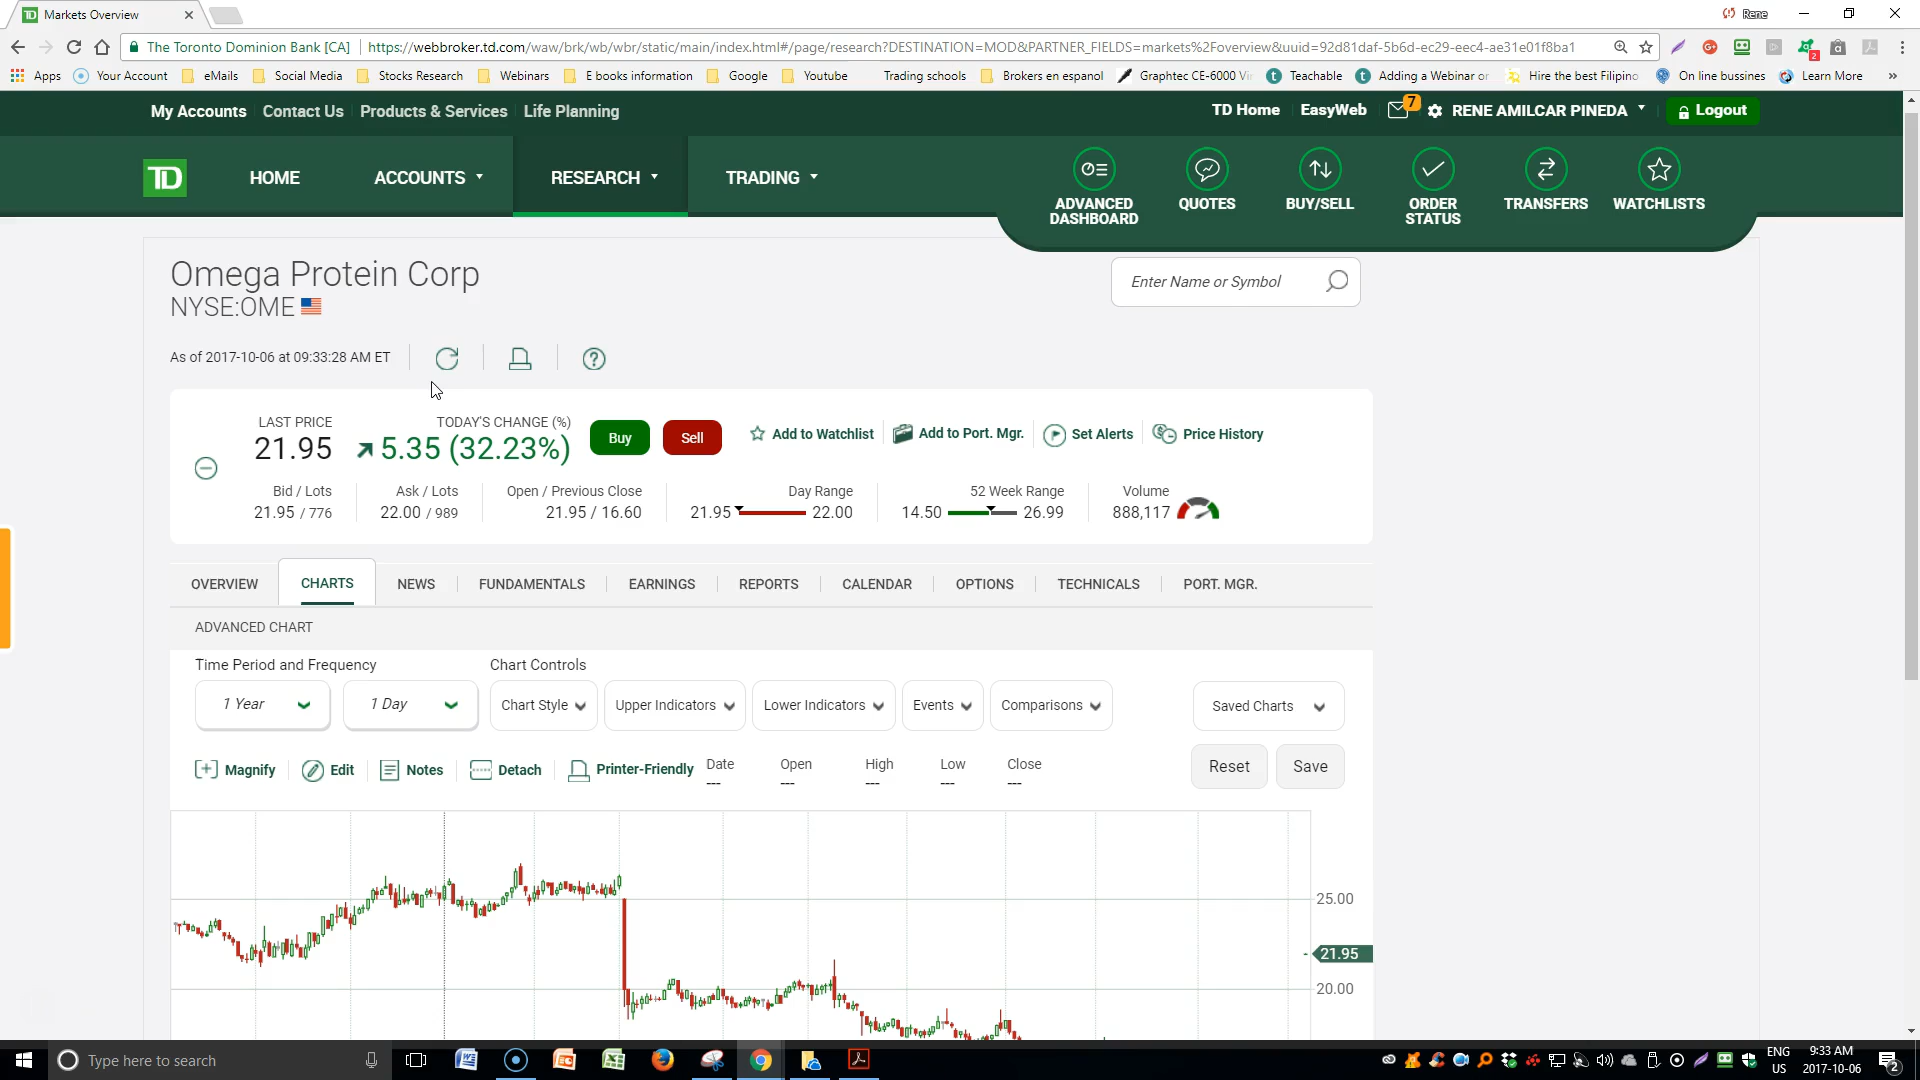 Markets Overview
Rene
The Toronto Dominion Bank [CA] https://webbroker.td.com/waw/brk/wb/wbr/static/main/index.html#/page/research?DESTINATION=MOD&PARTNER_FIELDS=markets%2Foverview&uuid=92d81daf-5b6d-ec29-eec4-ae31e01f8ba1
Apps Your Account eMails Social Media Stocks Research Webinars E books information Google Youtube Trading schools Brokers en espanol Graphtec CE-6000 Teachable Adding a Webinar or Hire the best Filipino On line bussines Learn More »
My Accounts Contact Us Products & Services Life Planning TD Home EasyWeb 7 RENE AMILCAR PINEDA Logout
TD HOME ACCOUNTS RESEARCH TRADING
ADVANCED DASHBOARD QUOTES BUY/SELL ORDER STATUS TRANSFERS WATCHLISTS
Omega Protein Corp
NYSE:OME
Enter Name or Symbol
As of 2017-10-06 at 09:33:28 AM ET
LAST PRICE TODAY'S CHANGE (%)
21.95 5.35 (32.23%) Buy Sell Add to Watchlist Add to Port. Mgr. Set Alerts Price History
Bid / Lots Ask / Lots Open / Previous Close Day Range 52 Week Range Volume
21.95 / 776 22.00 / 989 21.95 / 16.60 21.95 22.00 14.50 26.99 888,117
OVERVIEW CHARTS NEWS FUNDAMENTALS EARNINGS REPORTS CALENDAR OPTIONS TECHNICALS PORT. MGR.
ADVANCED CHART
Time Period and Frequency Chart Controls
1 Year 1 Day Chart Style Upper Indicators Lower Indicators Events Comparisons Saved Charts
Magnify Edit Notes Detach Printer-Friendly Date Open High Low Close Reset Save
--- --- --- --- ---
25.00
21.95
20.00
Type here to search
ENG 9:33 AM
US 2017-10-06 2